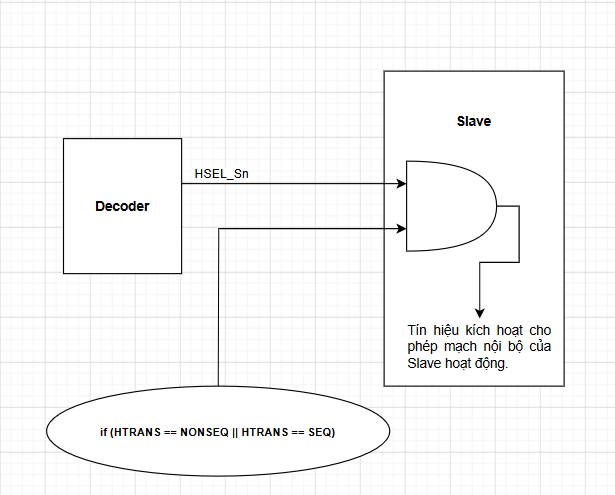 Slave
HSEL_Sn
Decoder
Tín hiệu kích hoạt cho
phép mạch nội bộ của
Slave hoạt động.
if (HTRANS == NONSEQ || HTRANS == SEQ)